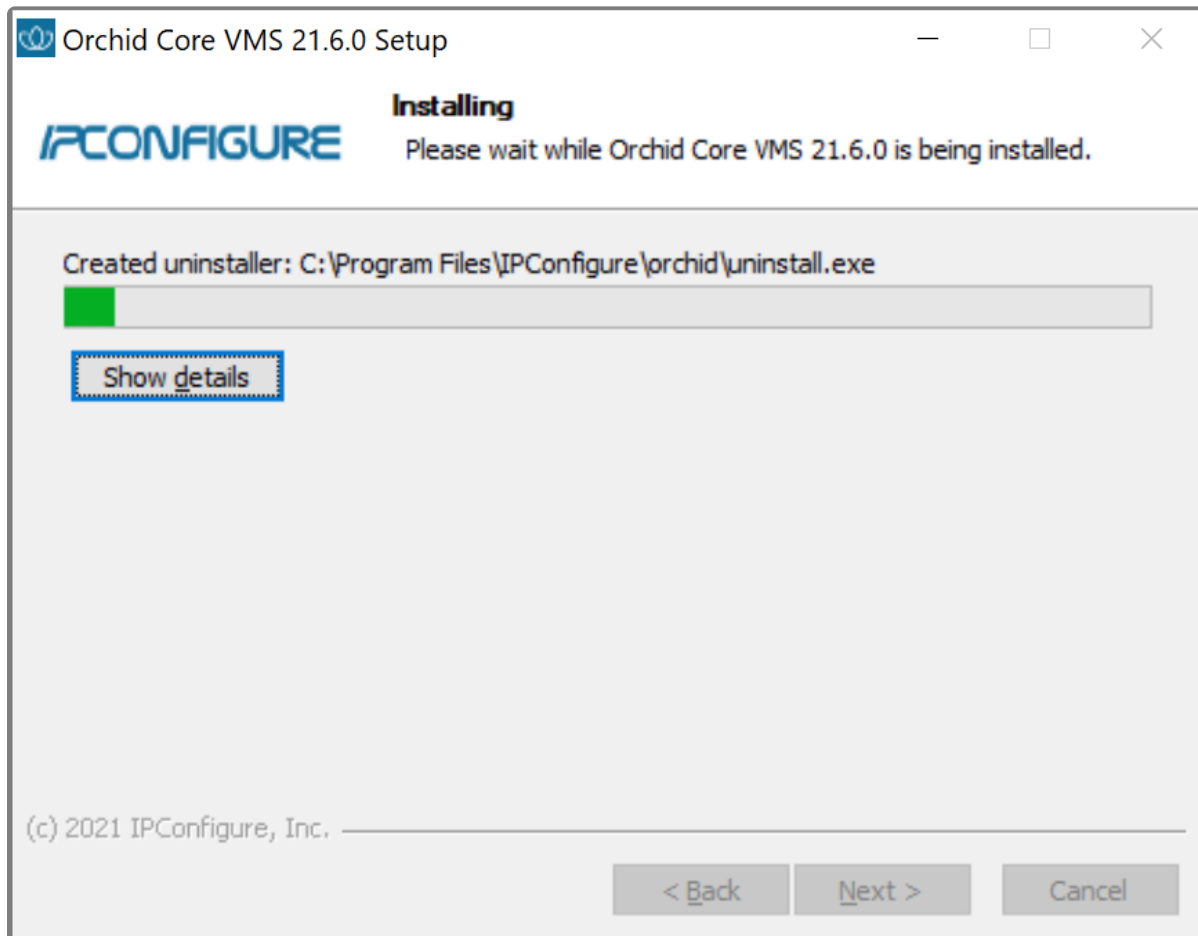 Orchid Core VMS 21.6.0 Setup
IPCONFIGURE
Installing
Please wait while Orchid Core VMS 21.6.0 is being installed.
Created uninstaller: C:\Program Files\IPConfigure\orchid\uninstall.exe
Show details
(c) 2021 IPConfigure, Inc.
< Back Next > Cancel